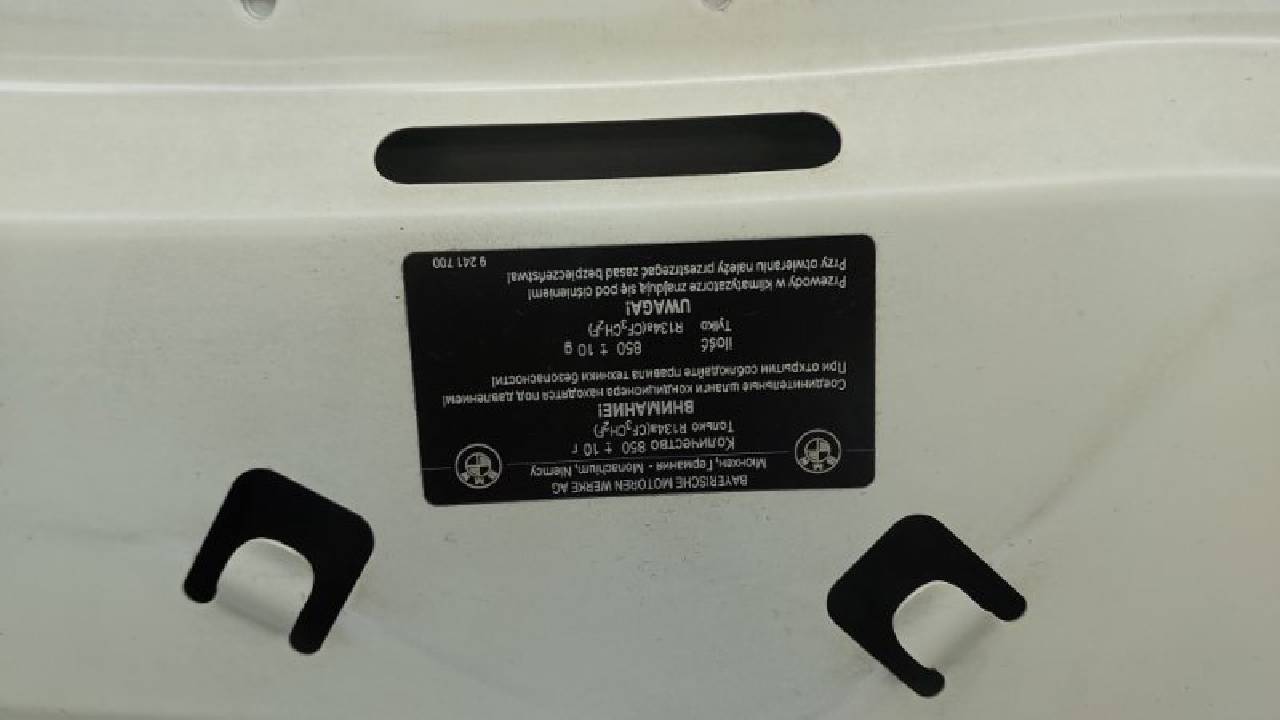 BAYERISCHE MOTOREN WERKE AG
Мюнхен, Германия - Monachium, Niemcy
Количество 850 ± 10 г
Только R134a(CF₃CH₂F)
ВНИМАНИЕ!
Соединительные шланги кондиционера находятся под давлением!
При открытии соблюдайте правила техники безопасности!
ilość 850 ± 10 g
Tylko R134a(CF₃CH₂F)
UWAGA!
Przewody w klimatyzatorze znajdują się pod ciśnieniem!
Przy otwieraniu należy przestrzegać zasad bezpieczeństwa!
9 241 700